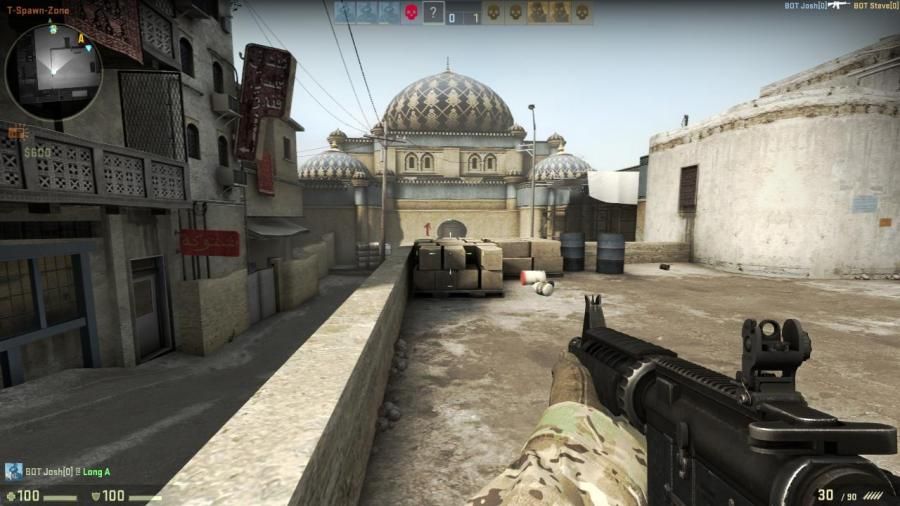 T-Spawn-Zone
? 0 1
BOT Josh[0] BOT Steve[0]
A
$600
BOT Josh[0] @ Long A
100 100
30 / 90